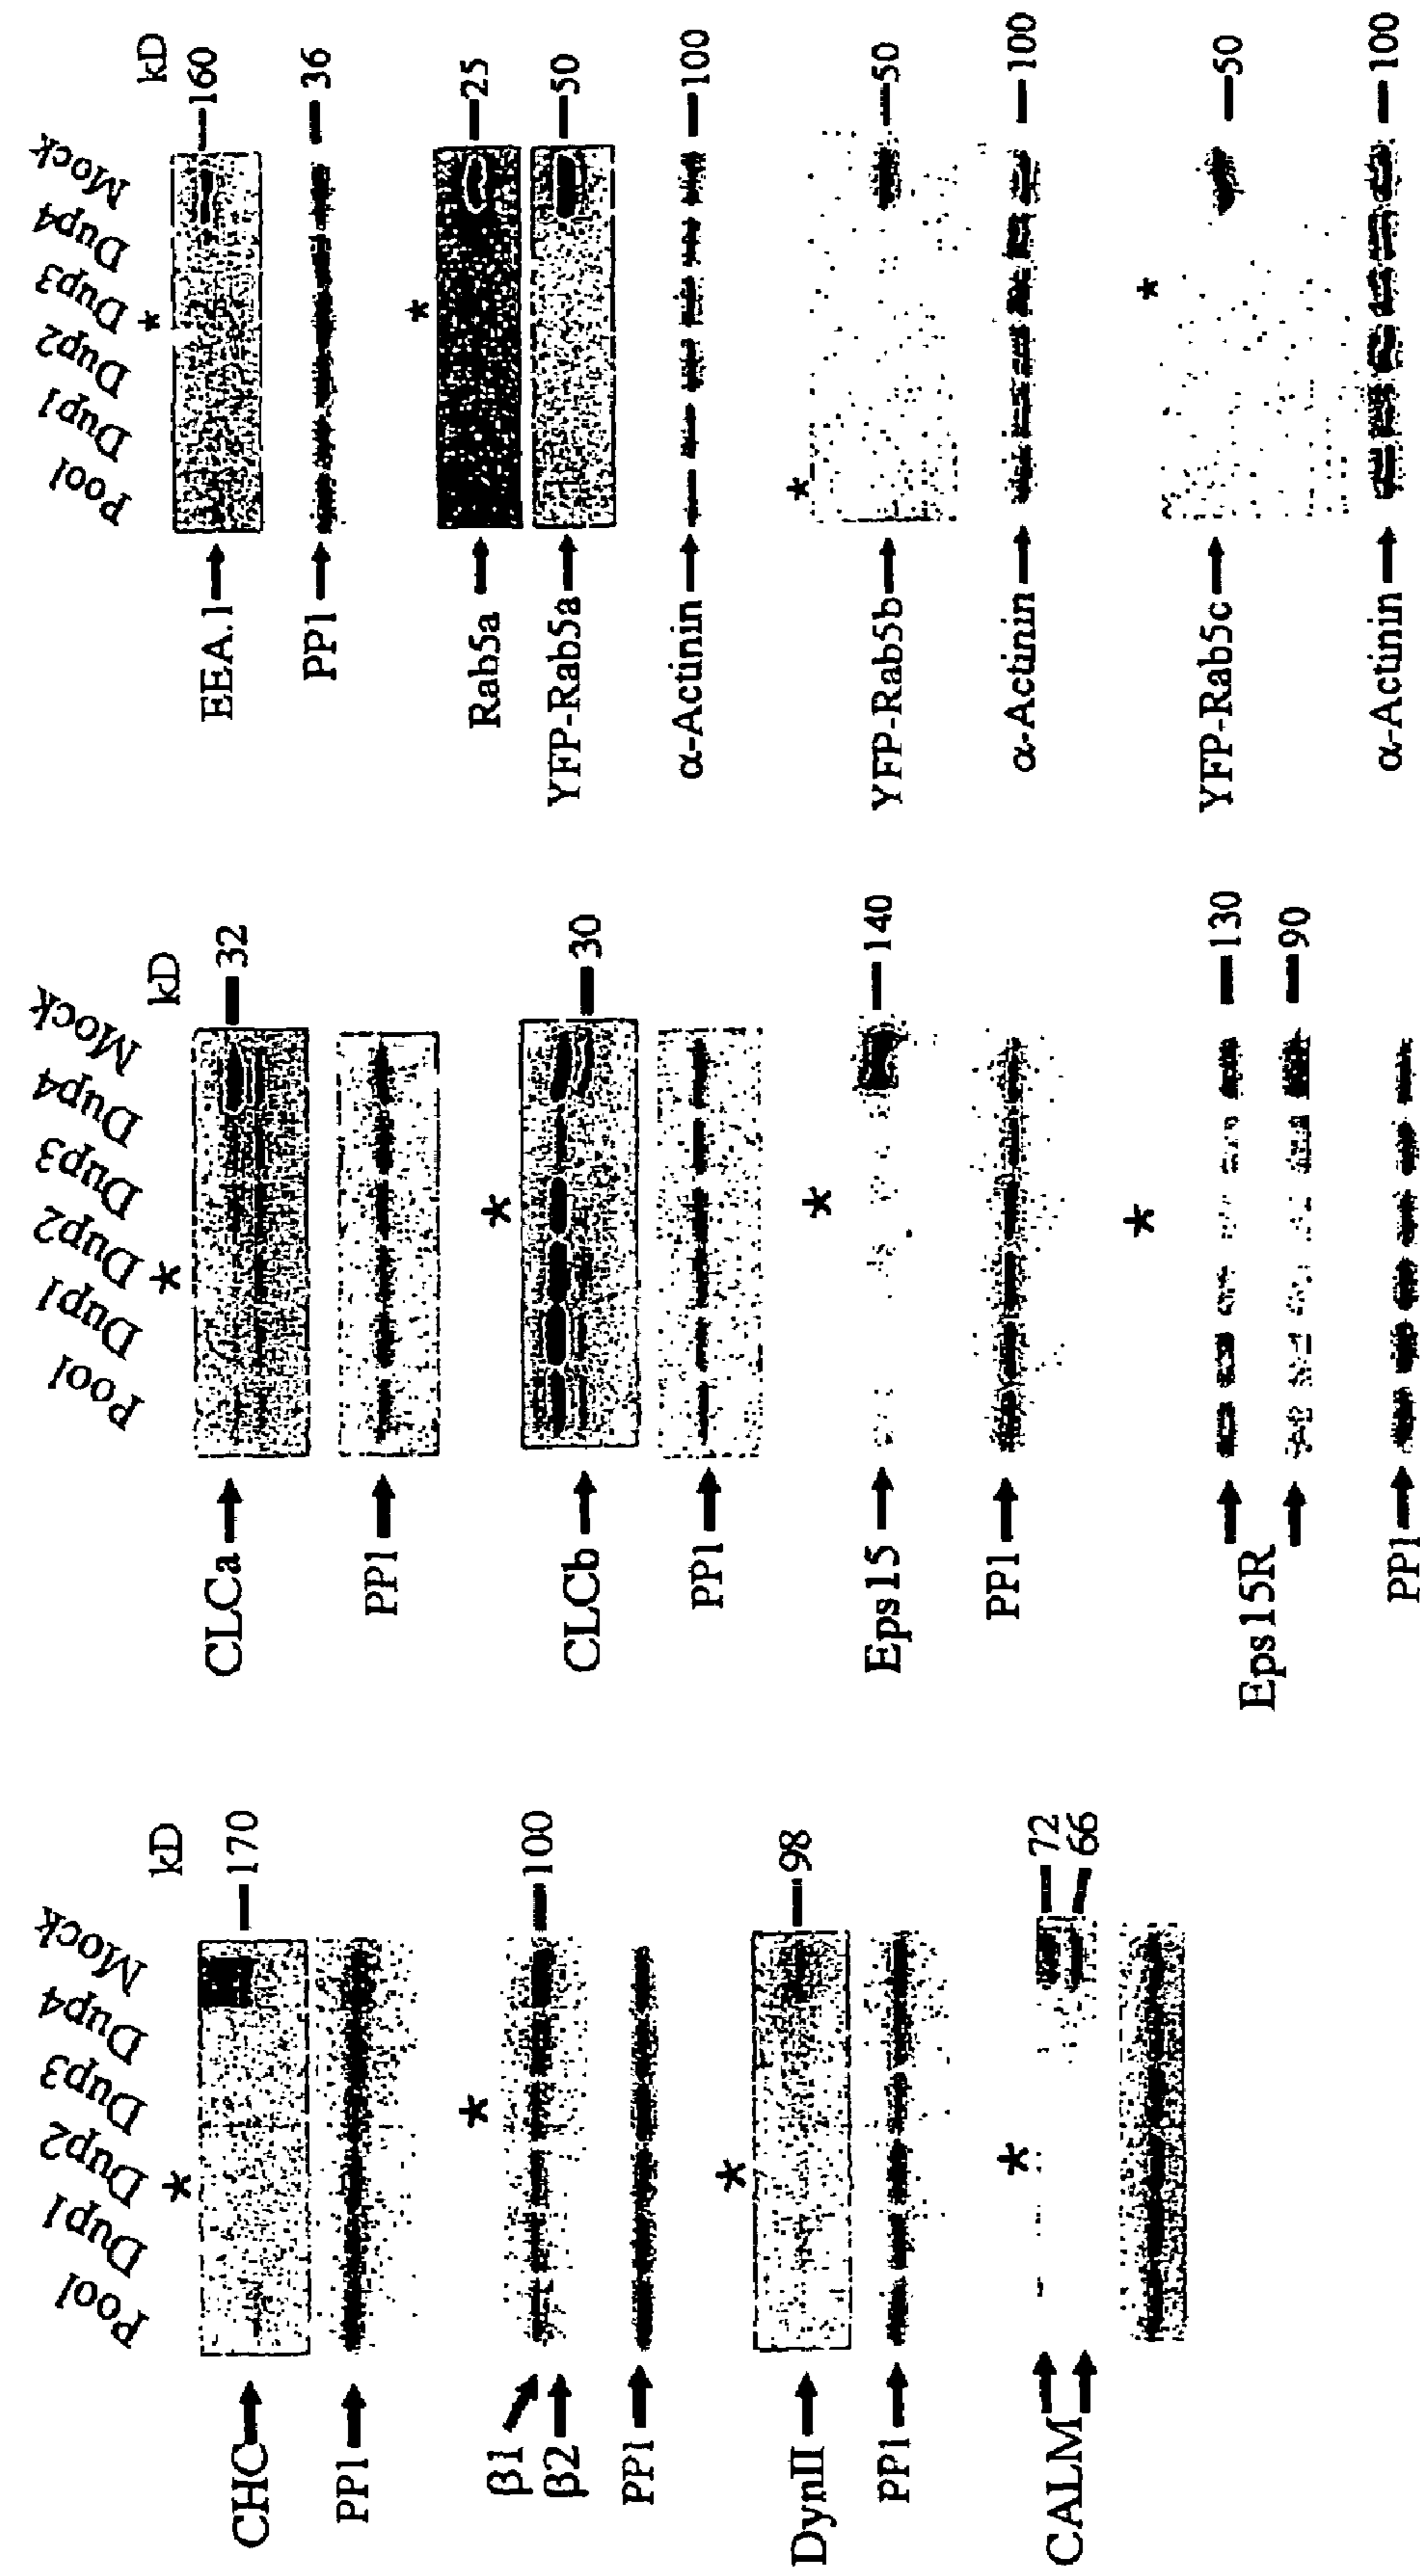 Pool Dup1 Dup2 Dup3 Dup4 Mock
kD
*
CHC 170
PP1
*
β1 100
β2
PP1
*
DynII 98
PP1
*
CALM 72
66
Pool Dup1 Dup2 Dup3 Dup4 Mock
kD
*
CLCa 32
PP1
*
CLCb 30
PP1
*
Eps15 140
PP1
*
Eps15R 130
90
PP1
Pool Dup1 Dup2 Dup3 Dup4 Mock
kD
*
EEA.1 160
PP1 36
*
Rab5a 25
YFP-Rab5a 50
α-Actinin 100
*
YFP-Rab5b 50
α-Actinin 100
*
YFP-Rab5c 50
α-Actinin 100